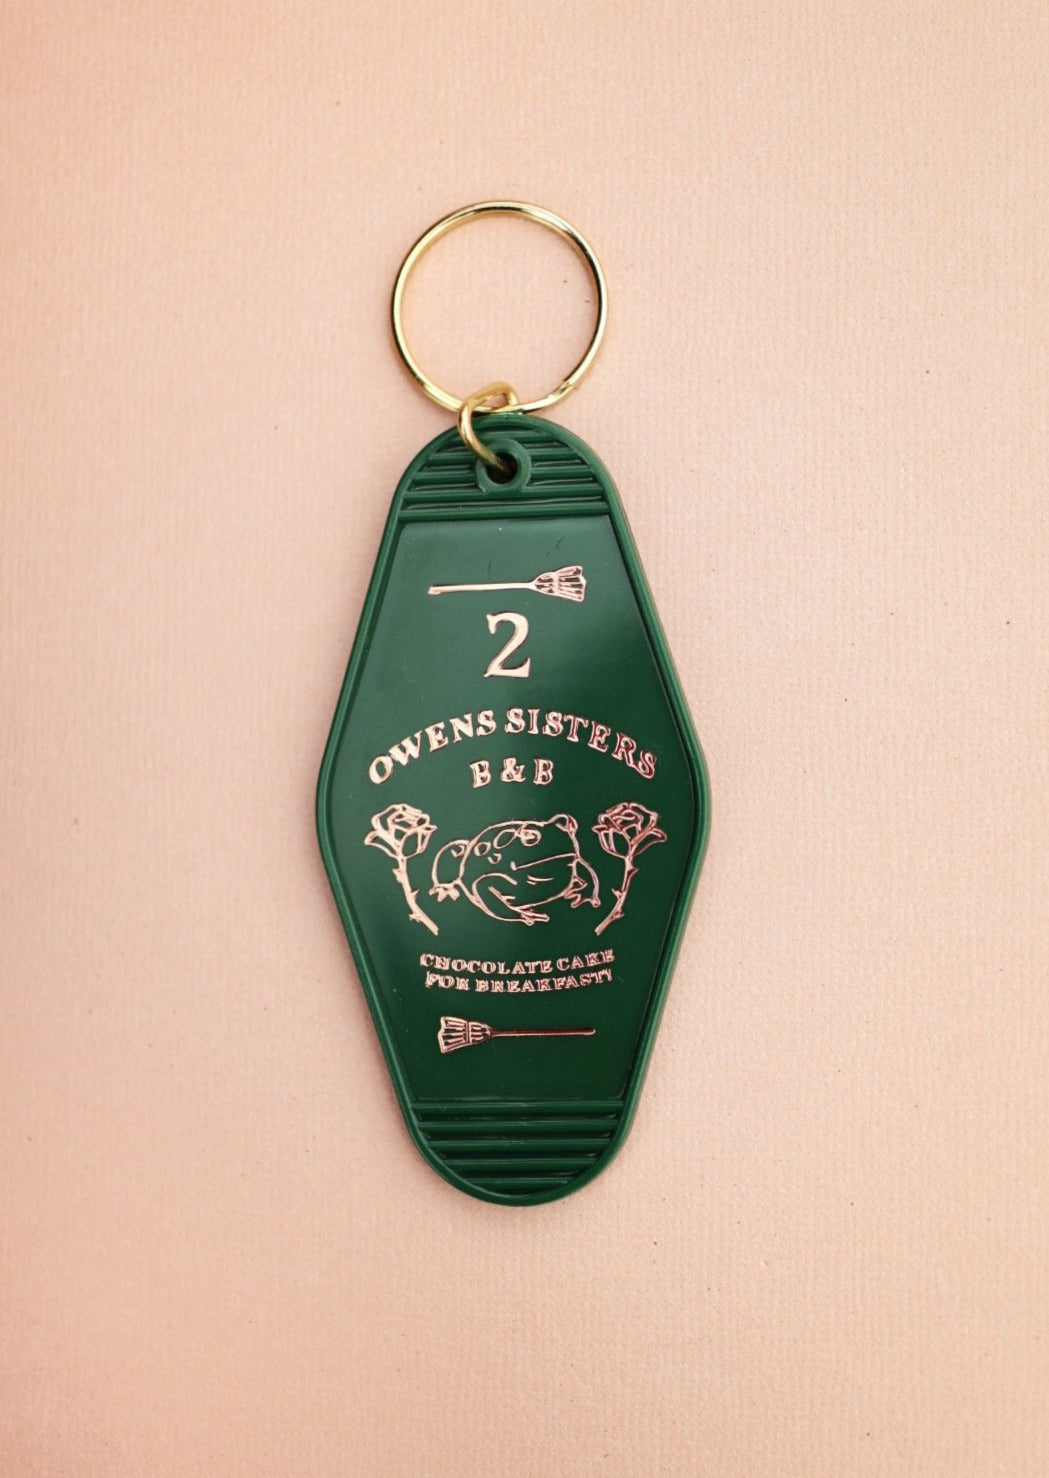 2
OWENS SISTERS
B & B
CHOCOLATE CAKE
FOR BREAKFAST!